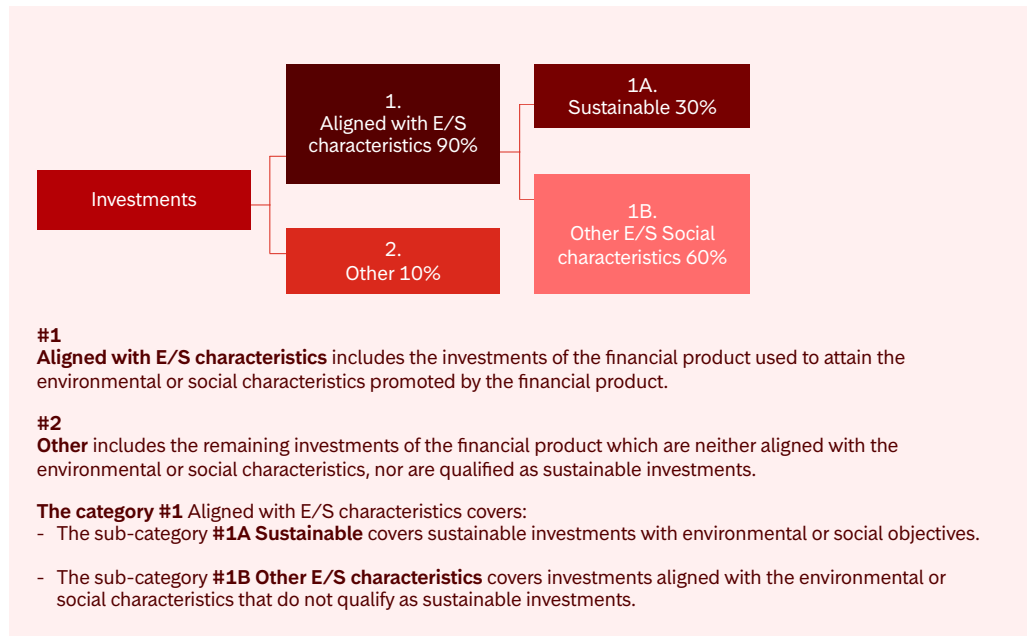 Investments
1.
Aligned with E/S
characteristics 90%
2.
Other 10%
1A.
Sustainable 30%
1B.
Other E/S Social
characteristics 60%
#1
Aligned with E/S characteristics includes the investments of the financial product used to attain the
environmental or social characteristics promoted by the financial product.
#2
Other includes the remaining investments of the financial product which are neither aligned with the
environmental or social characteristics, nor are qualified as sustainable investments.
The category #1 Aligned with E/S characteristics covers:
- The sub-category #1A Sustainable covers sustainable investments with environmental or social objectives.
- The sub-category #1B Other E/S characteristics covers investments aligned with the environmental or
social characteristics that do not qualify as sustainable investments.